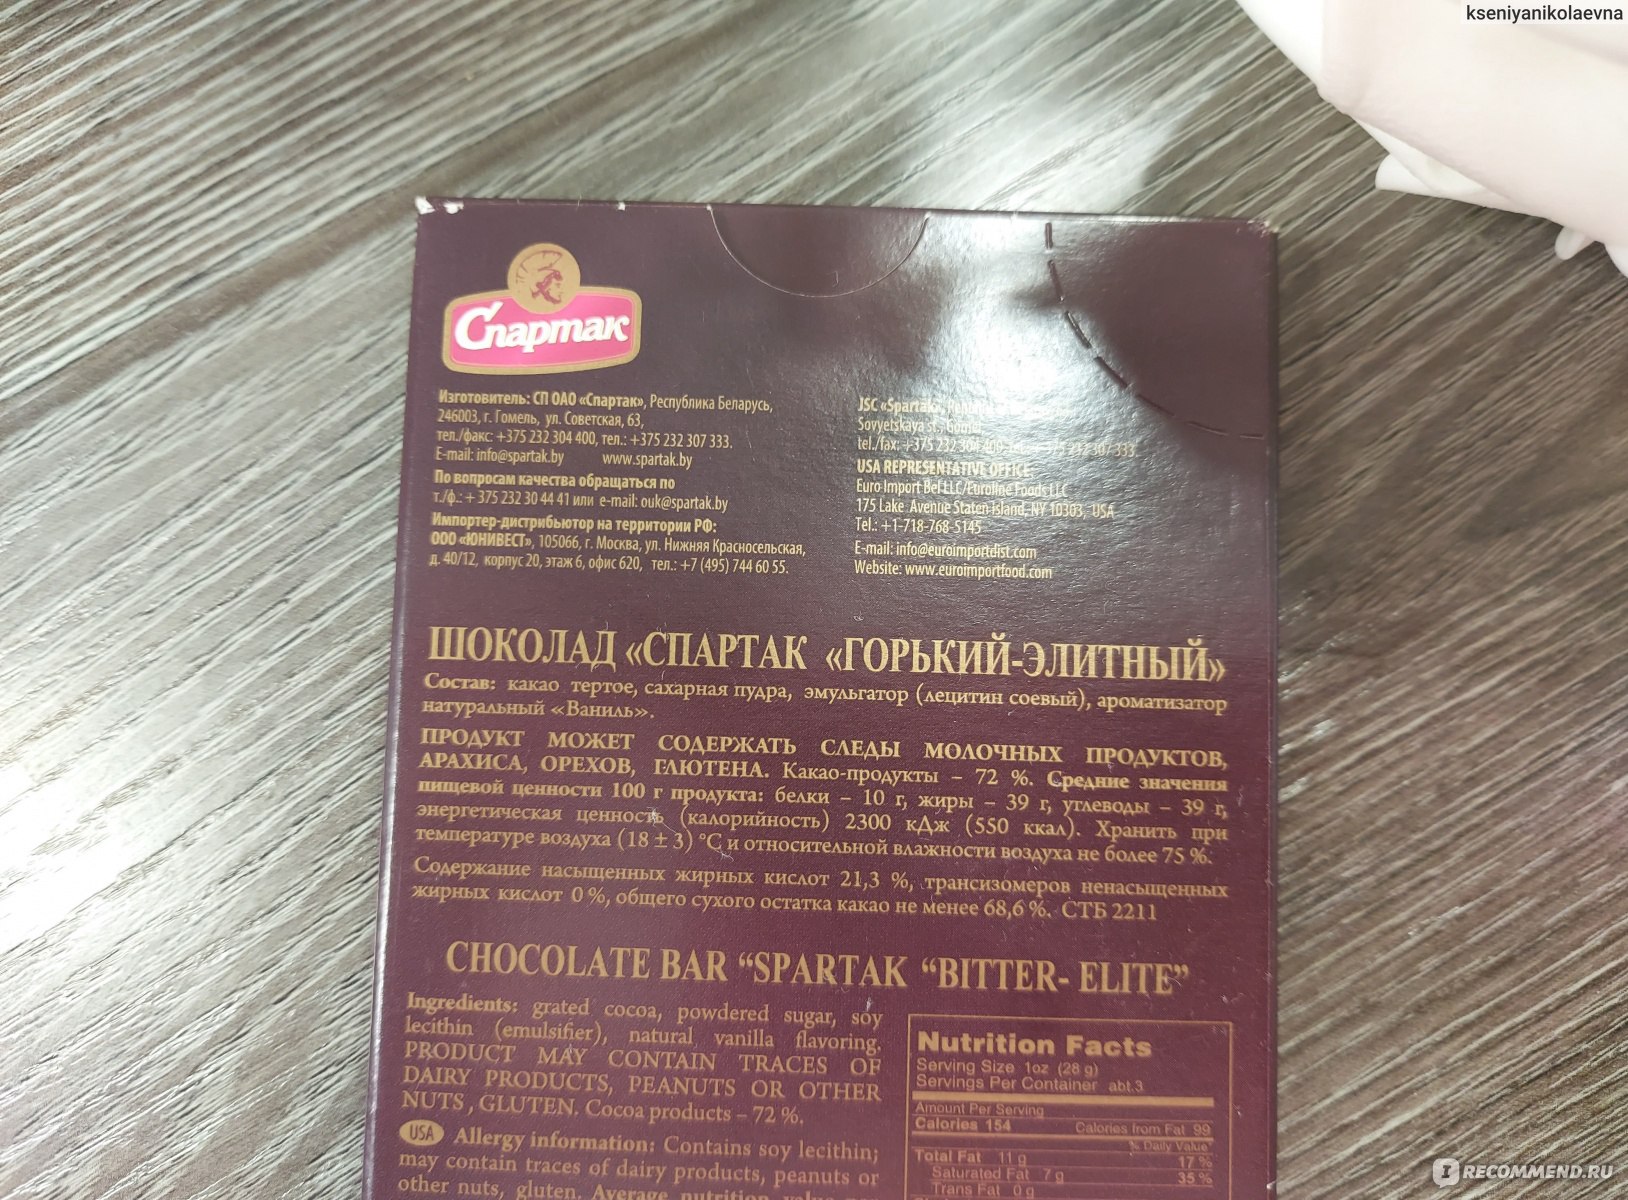 kseniyanikolaevna
Спартак
Изготовитель: СП ОАО «Спартак», Республика Беларусь,
246003, г. Гомель, ул. Советская, 63,
тел./факс: +375 232 304 400, тел.: +375 232 307 333.
E-mail: info@spartak.by www.spartak.by
По вопросам качества обращаться по
т./ф.: + 375 232 30 44 41 или e-mail: ouk@spartak.by
Импортер-дистрибьютор на территории РФ:
ООО «ЮНИВЕСТ», 105066, г. Москва, ул. Нижняя Красносельская,
д. 40/12, корпус 20, этаж 6, офис 620, тел.: +7 (495) 744 60 55.
JSC «Spartak»,
Sovyetskaya st., Gomel
tel./fax: +375 232 307 333.
USA REPRESENTATIVE OFFICE
Euro Import Bel LLC/Euroline Foods LLC
175 Lake Avenue Staten Island, NY 10303, USA
Tel.: +1-718-768-5145
E-mail: info@euroimportdist.com
Website: www.euroimportfood.com
ШОКОЛАД «СПАРТАК «ГОРЬКИЙ-ЭЛИТНЫЙ»
Состав: какао тертое, сахарная пудра, эмульгатор (лецитин соевый), ароматизатор
натуральный «Ваниль».
ПРОДУКТ МОЖЕТ СОДЕРЖАТЬ СЛЕДЫ МОЛОЧНЫХ ПРОДУКТОВ,
АРАХИСА, ОРЕХОВ, ГЛЮТЕНА. Какао-продукты – 72 %. Средние значения
пищевой ценности 100 г продукта: белки – 10 г, жиры – 39 г, углеводы – 39 г,
энергетическая ценность (калорийность) 2300 кДж (550 ккал). Хранить при
температуре воздуха (18 ± 3) °С и относительной влажности воздуха не более 75 %.
Содержание насыщенных жирных кислот 21,3 %, трансизомеров ненасыщенных
жирных кислот 0 %, общего сухого остатка какао не менее 68,6 %. СТБ 2211
CHOCOLATE BAR “SPARTAK “BITTER- ELITE”
Ingredients: grated cocoa, powdered sugar, soy
lecithin (emulsifier), natural vanilla flavoring.
PRODUCT MAY CONTAIN TRACES OF
DAIRY PRODUCTS, PEANUTS OR OTHER
NUTS , GLUTEN. Cocoa products – 72 %.
USA Allergy information: Contains soy lecithin;
may contain traces of dairy products, peanuts or
other nuts, gluten. Average nutrition
Nutrition Facts
Serving Size 1oz (28 g)
Servings Per Container abt.3
Amount Per Serving
Calories 154 Calories from Fat 99
% Daily Value
Total Fat 11 g 17 %
Saturated Fat 7 g 35 %
Trans Fat 0 g
RECOMMEND.RU